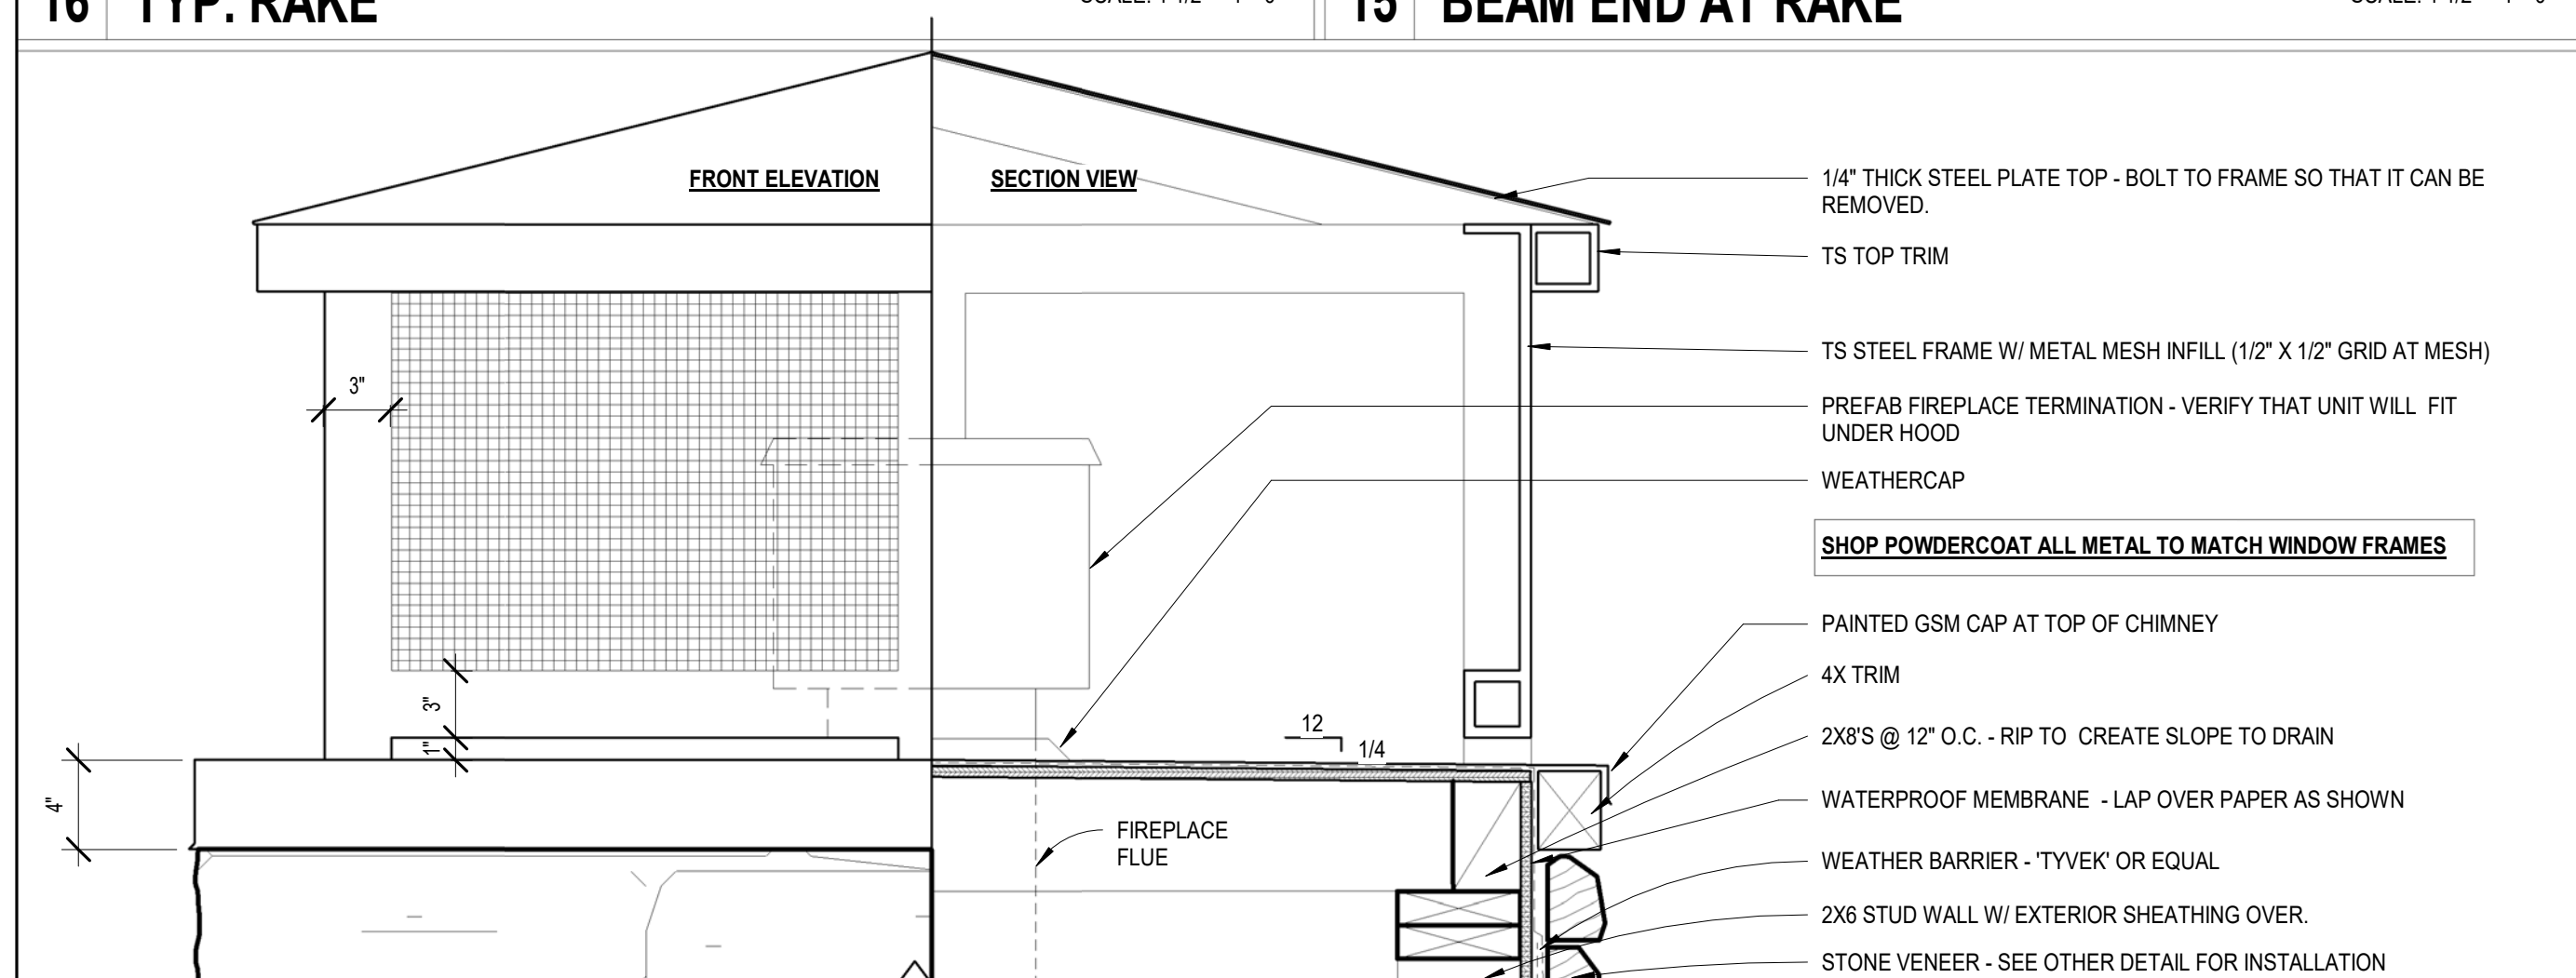 16 TYP. RAKE
15 BEAM END AT RAKE
FRONT ELEVATION
SECTION VIEW
1/4" THICK STEEL PLATE TOP - BOLT TO FRAME SO THAT IT CAN BE
REMOVED.
TS TOP TRIM
TS STEEL FRAME W/ METAL MESH INFILL (1/2" X 1/2" GRID AT MESH)
3"
PREFAB FIREPLACE TERMINATION - VERIFY THAT UNIT WILL FIT
UNDER HOOD
WEATHERCAP
SHOP POWDERCOAT ALL METAL TO MATCH WINDOW FRAMES
PAINTED GSM CAP AT TOP OF CHIMNEY
4X TRIM
3"
12
2X8'S @ 12" O.C. - RIP TO CREATE SLOPE TO DRAIN
1"
1/4
4"
WATERPROOF MEMBRANE - LAP OVER PAPER AS SHOWN
FIREPLACE
FLUE
WEATHER BARRIER - 'TYVEK' OR EQUAL
2X6 STUD WALL W/ EXTERIOR SHEATHING OVER.
STONE VENEER - SEE OTHER DETAIL FOR INSTALLATION